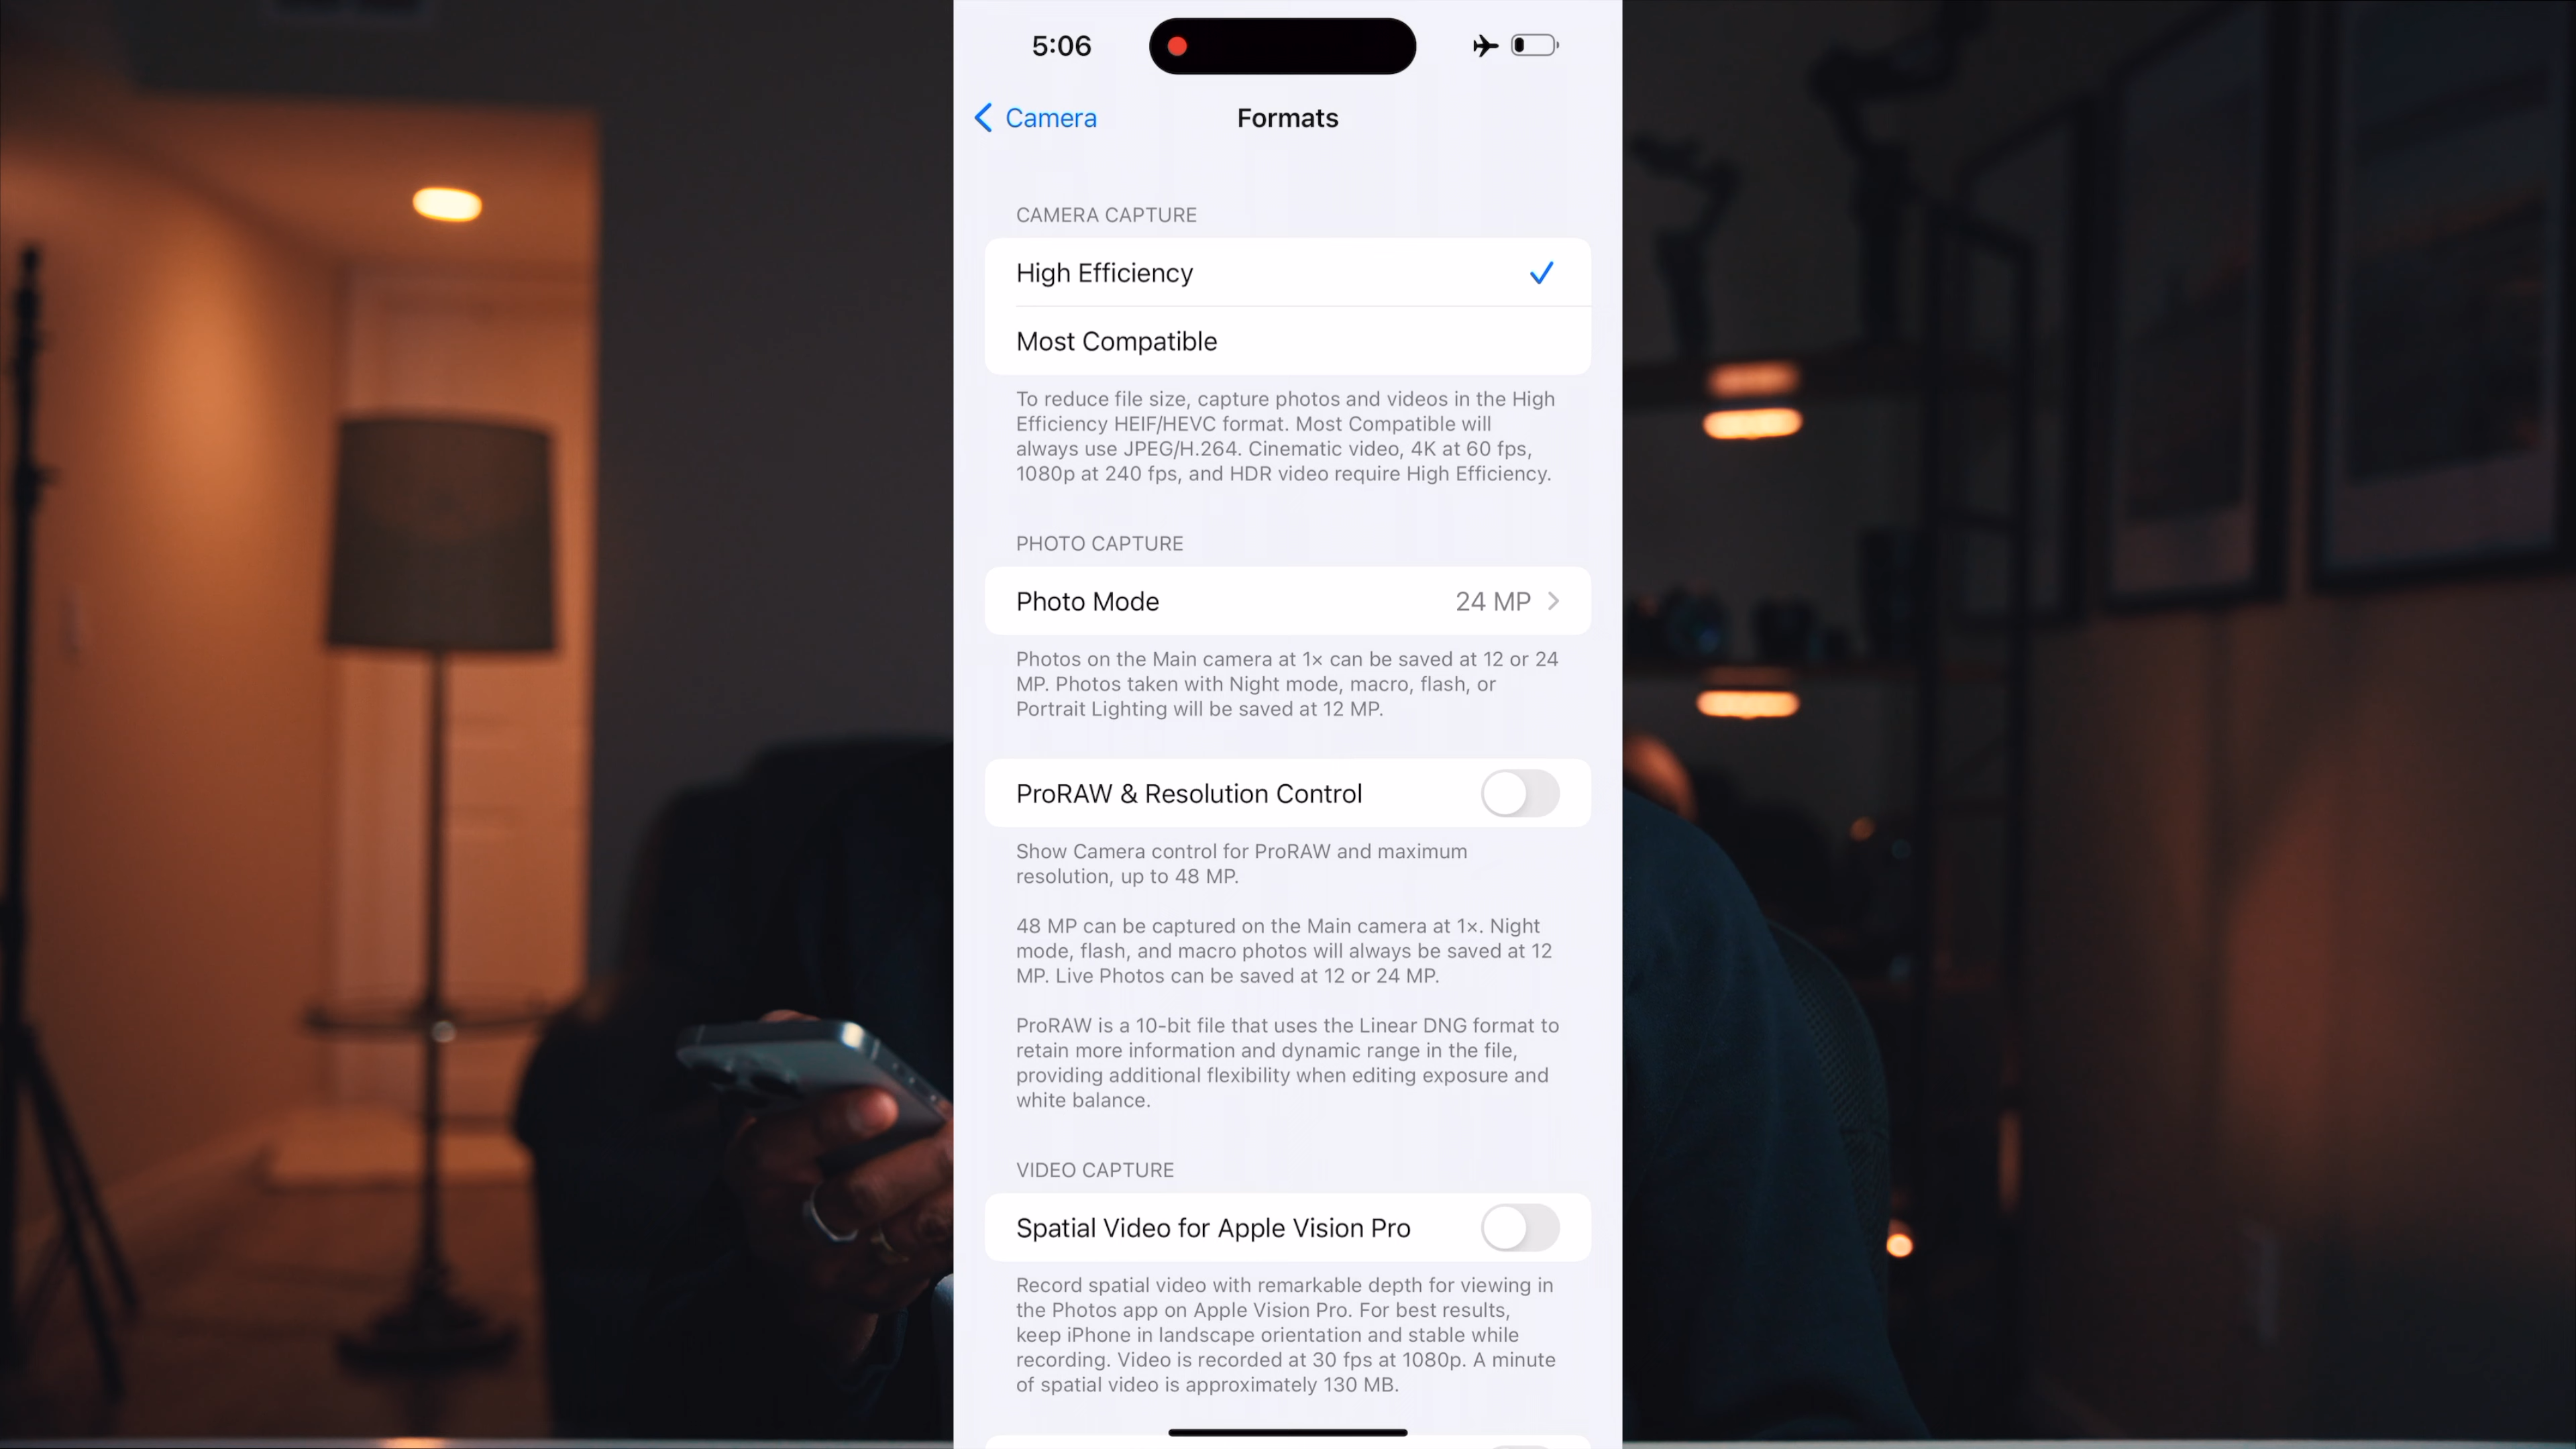 5:06
Camera
Formats
CAMERA CAPTURE
High Efficiency
Most Compatible
To reduce file size, capture photos and videos in the High
Efficiency HEIF/HEVC format. Most Compatible will
always use JPEG/H.264. Cinematic video, 4K at 60 fps,
1080p at 240 fps, and HDR video require High Efficiency.
PHOTO CAPTURE
Photo Mode 24 MP
Photos on the Main camera at 1× can be saved at 12 or 24
MP. Photos taken with Night mode, macro, flash, or
Portrait Lighting will be saved at 12 MP.
ProRAW & Resolution Control
Show Camera control for ProRAW and maximum
resolution, up to 48 MP.
48 MP can be captured on the Main camera at 1×. Night
mode, flash, and macro photos will always be saved at 12
MP. Live Photos can be saved at 12 or 24 MP.
ProRAW is a 10-bit file that uses the Linear DNG format to
retain more information and dynamic range in the file,
providing additional flexibility when editing exposure and
white balance.
VIDEO CAPTURE
Spatial Video for Apple Vision Pro
Record spatial video with remarkable depth for viewing in
the Photos app on Apple Vision Pro. For best results,
keep iPhone in landscape orientation and stable while
recording. Video is recorded at 30 fps at 1080p. A minute
of spatial video is approximately 130 MB.